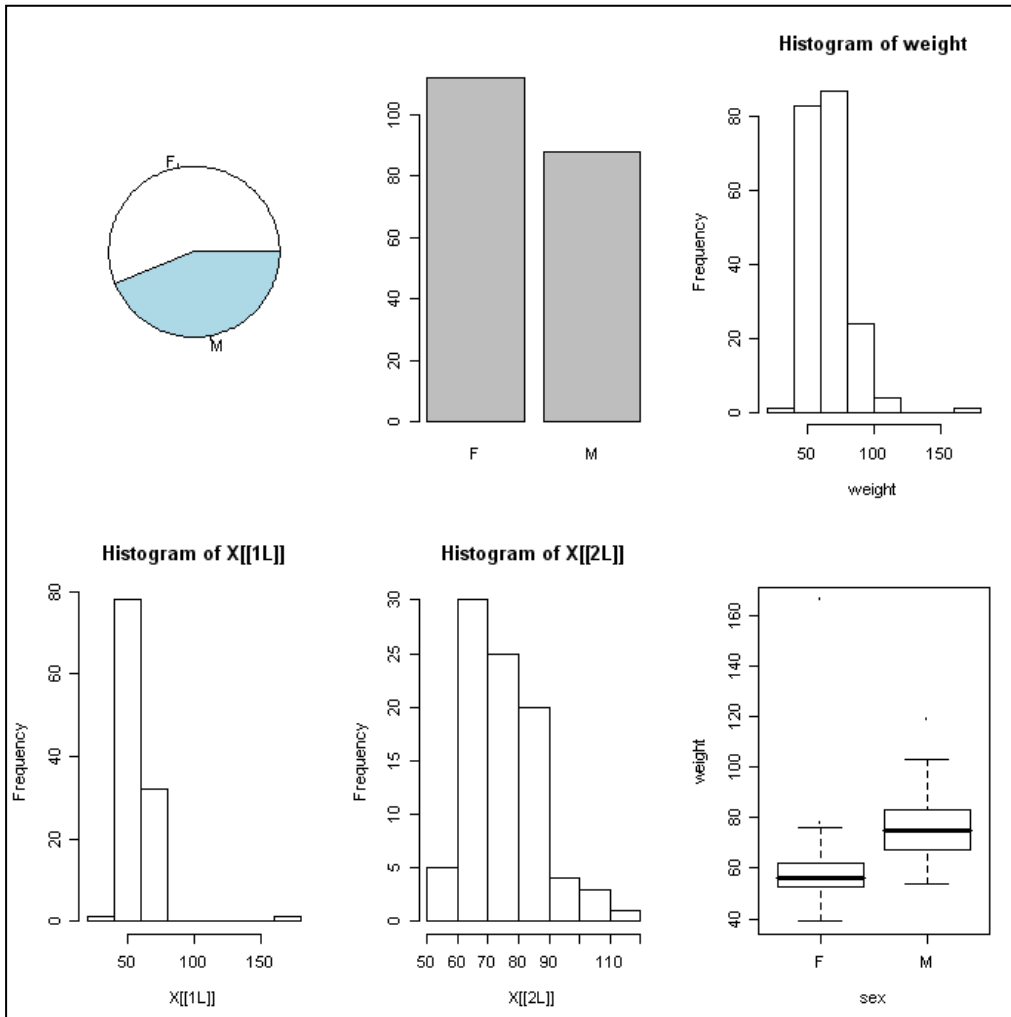 F
M
0 20 40 60 80 100
F M
Histogram of weight
Frequency
0 20 40 60 80
50 100 150
weight
Histogram of X[[1L]]
Frequency
0 20 40 60 80
50 100 150
X[[1L]]
Histogram of X[[2L]]
Frequency
0 5 10 15 20 25 30
50 60 70 80 90 110
X[[2L]]
weight
40 60 80 100 120 140 160
F M
sex